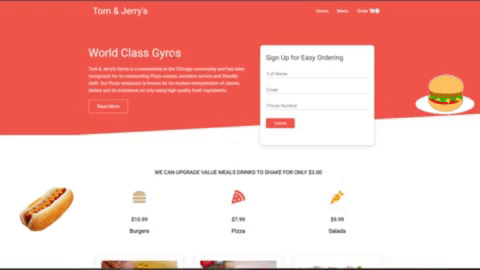 Tom & Jerry's
Home Menu Order
World Class Gyros
Tom & Jerry's Gyros is a cornerstone in the Chicago community and has
been recognized for its outstanding Pizza cuisine, excellent service and friendly
staff. Our Pizza restaurant is known for its modern interpretation of classic
dishes and its insistence on only using high quality fresh ingredients.
Read More
Sign Up for Easy Ordering
Full Name
Email
Phone Number
WE CAN UPGRADE VALUE MEALS DRINKS TO SHAKE FOR ONLY $3.00
$10.99 $7.99 $9.99
Burgers Pizza Salads